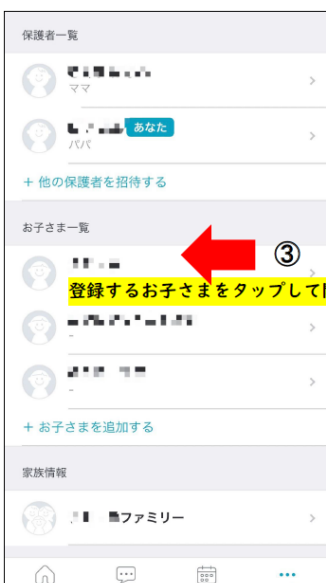 保護者一覧
ママ
あなた
パパ
+ 他の保護者を招待する
お子さま一覧
③
登録するお子さまをタップして
-
-
+ お子さまを追加する
家族情報
ファミリー